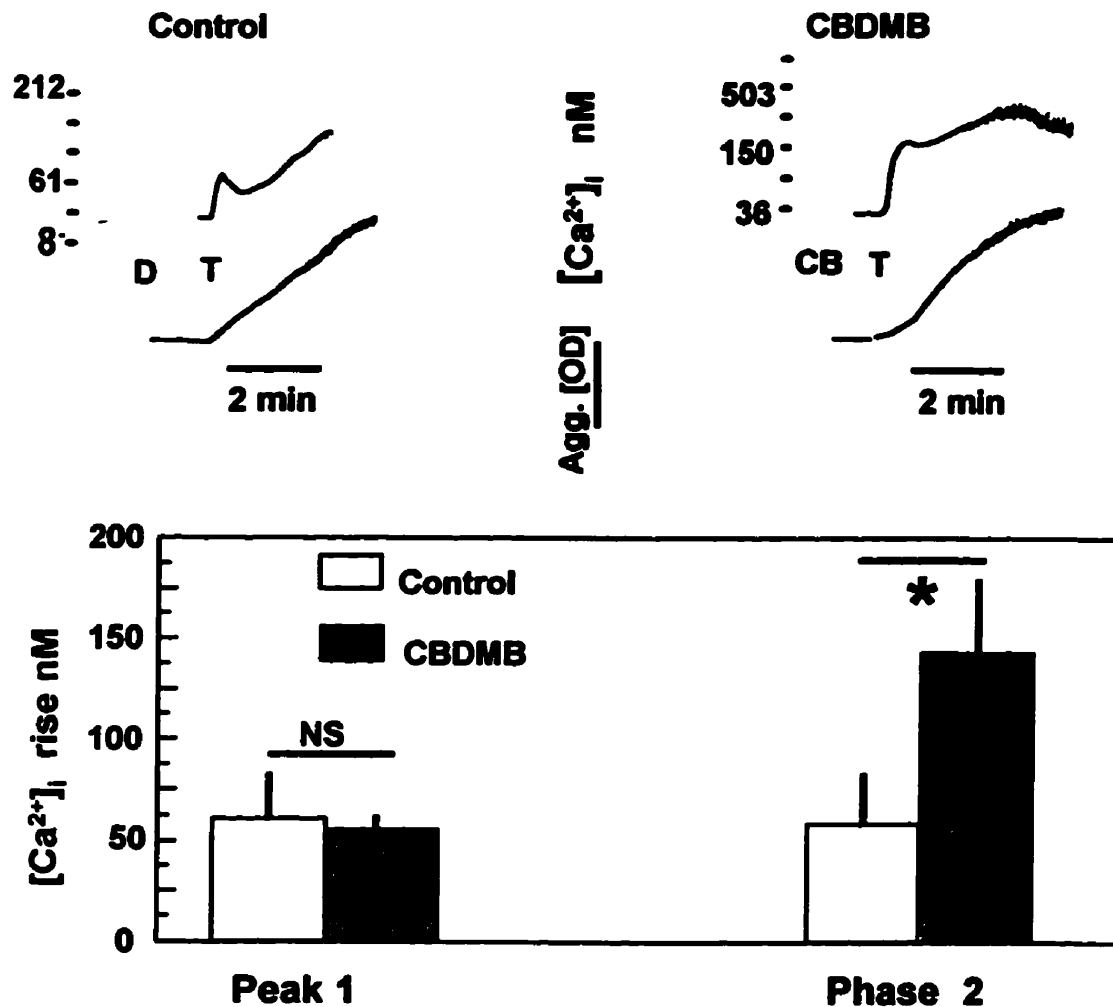 Control
212
61
8
D T
2 min
[Ca²⁺]ᵢ nM
Agg. [OD]
CBDMB
503
150
36
CB T
2 min
200
150
100
50
0
[Ca²⁺]ᵢ rise nM
Control
CBDMB
NS
*
Peak 1
Phase 2